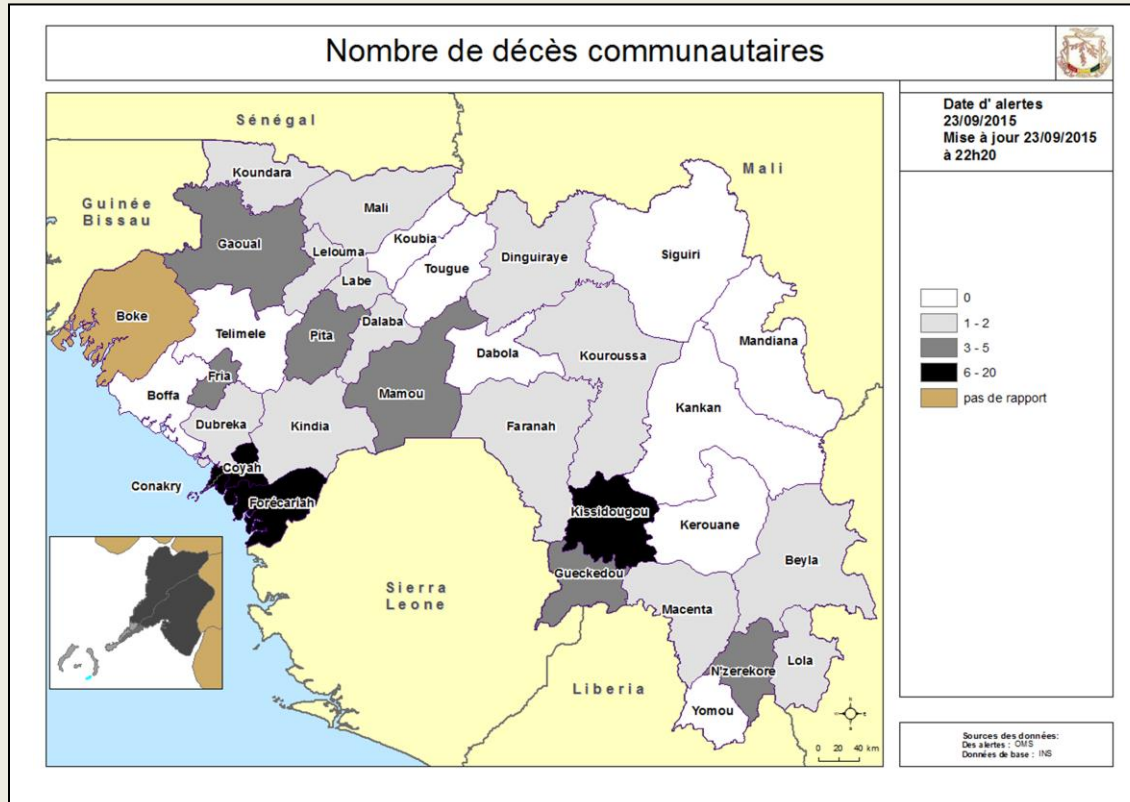 Nombre de décès communautaires
Date d' alertes
23/09/2015
Mise à jour 23/09/2015
à 22h20
0
1 - 2
3 - 5
6 - 20
pas de rapport
Sénégal
Mali
Guinée
Bissau
Koundara
Mali
Gaoual
Koubia
Lelouma
Tougue
Dinguiraye
Siguiri
Labe
Boke
Telimele
Pita
Dalaba
Dabola
Kouroussa
Mandiana
Fria
Mamou
Boffa
Kankan
Dubreka
Kindia
Faranah
Coyah
Conakry
Forécariah
Kissidougou
Kerouane
Beyla
Gueckedou
Sierra
Leone
Macenta
Lola
N'zerekore
Liberia
Yomou
0 20 40 km
Sources des données:
Des alertes : OMS
Données de base : INS